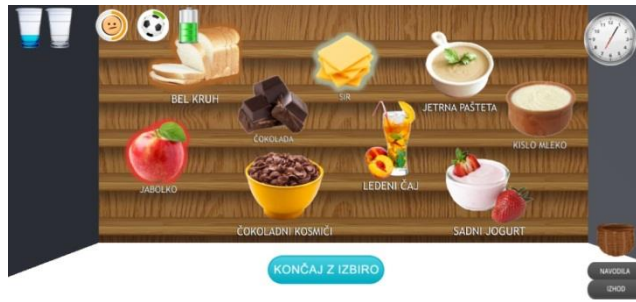 BEL KRUH
SIR
JETRNA PAŠTETA
ČOKOLADA
KISLO MLEKO
JABOLKO
LEDENI ČAJ
ČOKOLADNI KOSMIČI
SADNI JOGURT
KONČAJ Z IZBIRO
NAVODILA
IZHOD